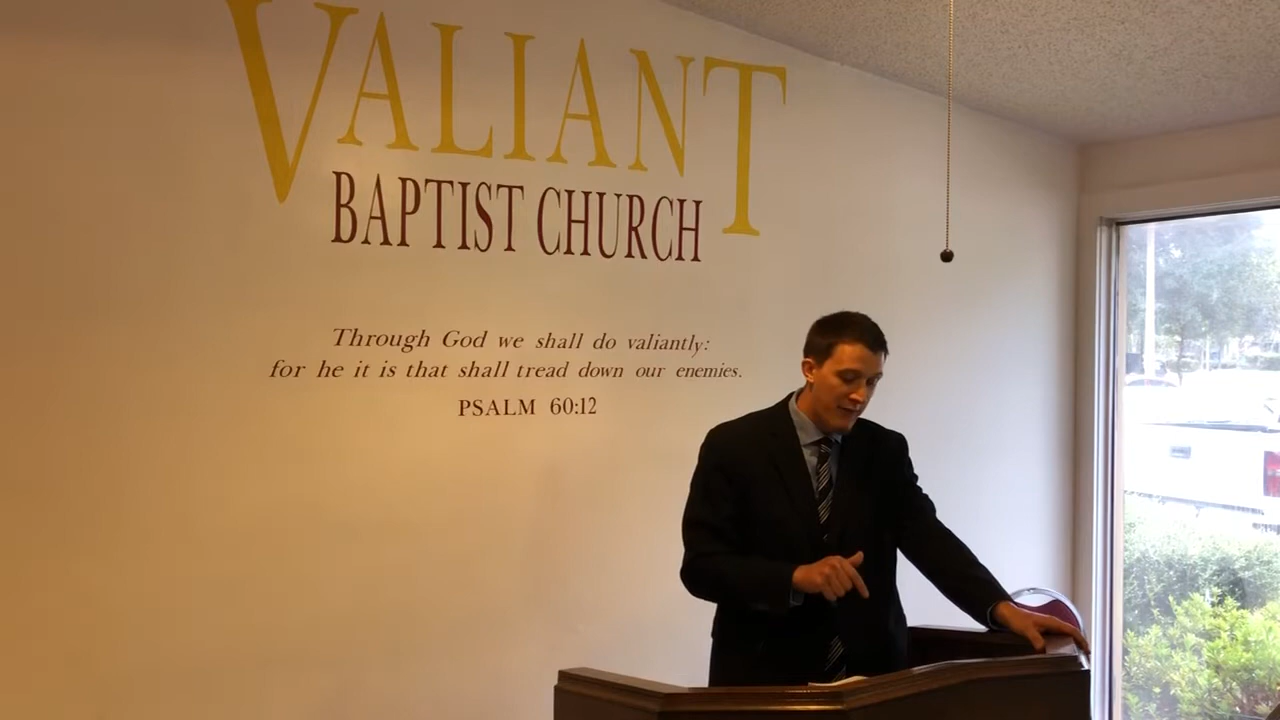 VALIANT
BAPTIST CHURCH
Through God we shall do valiantly:
for he it is that shall tread down our enemies.
PSALM 60:12